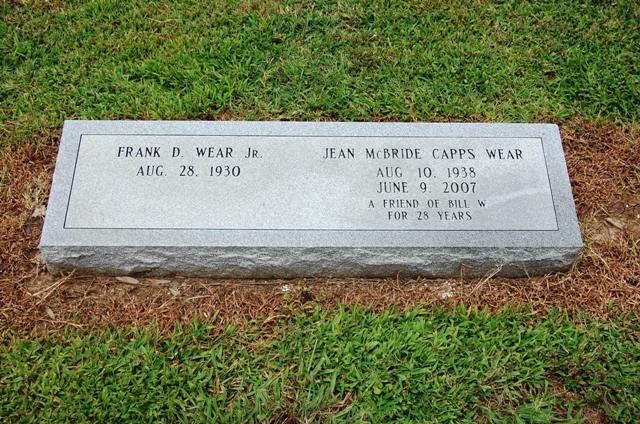 FRANK D. WEAR JR.
AUG. 28. 1930
JEAN McBRIDE CAPPS WEAR
AUG 10. 1938
JUNE 9. 2007
A FRIEND OF BILL W
FOR 28 YEARS